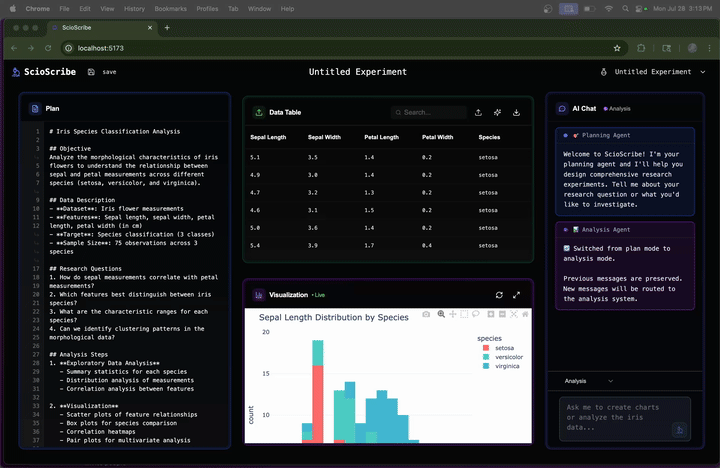 Chrome File Edit View History Bookmarks Profiles Tab Window Help Mon Jul 28 3:13 PM
ScioScribe
localhost:5173
ScioScribe save Untitled Experiment Untitled Experiment
Plan
1 # Iris Species Classification Analysis
2
3 ## Objective
4 Analyze the morphological characteristics of iris
flowers to understand the relationship between
5 sepal and petal measurements across different
6 species (setosa, versicolor, and virginica).
7
8 ## Data Description
9 - **Dataset**: Iris flower measurements
10 - **Features**: Sepal length, sepal width, petal
length, petal width (in cm)
11 - **Target**: Species classification (3 classes)
12 - **Sample Size**: 75 observations across 3
species
17 ## Research Questions
18 1. How do sepal measurements correlate with petal
measurements?
19 2. Which features best distinguish between iris
20 species?
21 3. What are the characteristic ranges for each
22 species?
23 4. Can we identify clustering patterns in the
24 morphological data?
26 ## Analysis Steps
27 1. **Exploratory Data Analysis**
28 - Summary statistics for each species
29 - Distribution analysis of measurements
30 - Correlation analysis between features
31
32 2. **Visualization**
33 - Scatter plots of feature relationships
34 - Box plots for species comparison
35 - Correlation heatmaps
36 - Pair plots for multivariate analysis
37
Data Table
Search...
Sepal Length Sepal Width Petal Length Petal Width Species
5.1 3.5 1.4 0.2 setosa
4.9 3.0 1.4 0.2 setosa
4.7 3.2 1.3 0.2 setosa
4.6 3.1 1.5 0.2 setosa
5.0 3.6 1.4 0.2 setosa
5.4 3.9 1.7 0.4 setosa
Visualization • Live
Sepal Length Distribution by Species
species
setosa
versicolor
virginica
20
15
10
count
AI Chat Analysis
Planning Agent
Welcome to ScioScribe! I'm your
planning agent and I'll help you
design comprehensive research
experiments. Tell me about your
research question or what you'd
like to investigate.
Analysis Agent
Switched from plan mode to
analysis mode.
Previous messages are preserved.
New messages will be routed to
the analysis system.
Analysis
Ask me to create charts
or analyze the iris
data...